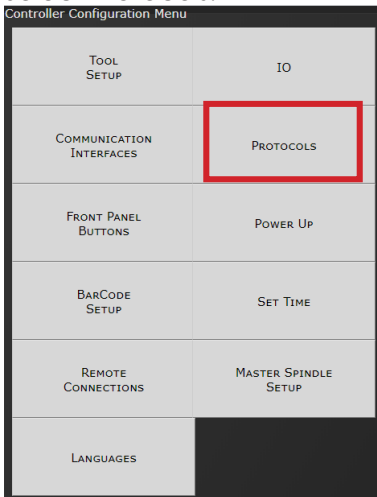 Controller Configuration Menu
Tool
Setup
IO
Communication
Interfaces
Protocols
Front Panel
Buttons
Power Up
BarCode
Setup
Set Time
Remote
Connections
Master Spindle
Setup
Languages